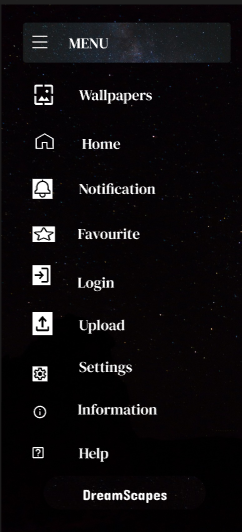 MENU
Wallpapers
Home
Notification
Favourite
Login
Upload
Settings
Information
Help
DreamScapes